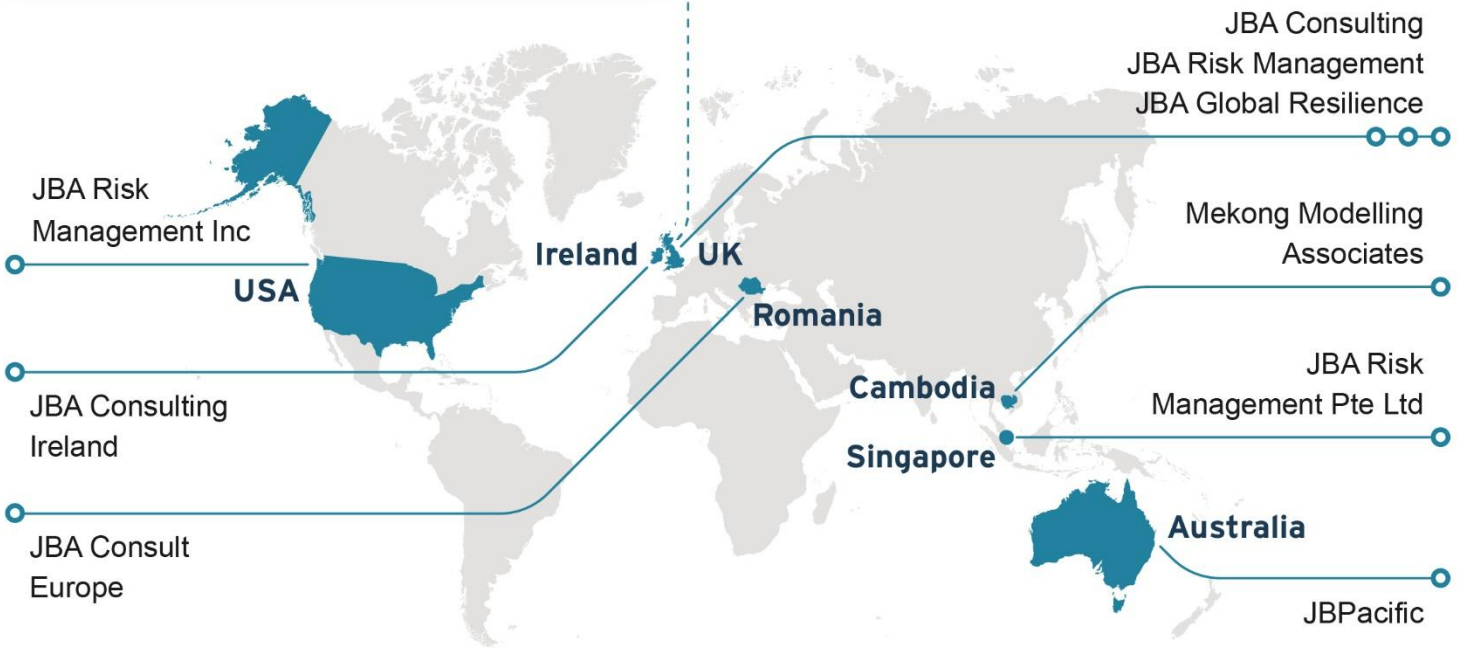 JBA Consulting
JBA Risk Management
JBA Global Resilience
JBA Risk
Management Inc
USA
Ireland
UK
Romania
Mekong Modelling
Associates
JBA Consulting
Ireland
Cambodia
JBA Risk
Management Pte Ltd
Singapore
JBA Consult
Europe
Australia
JBPacific